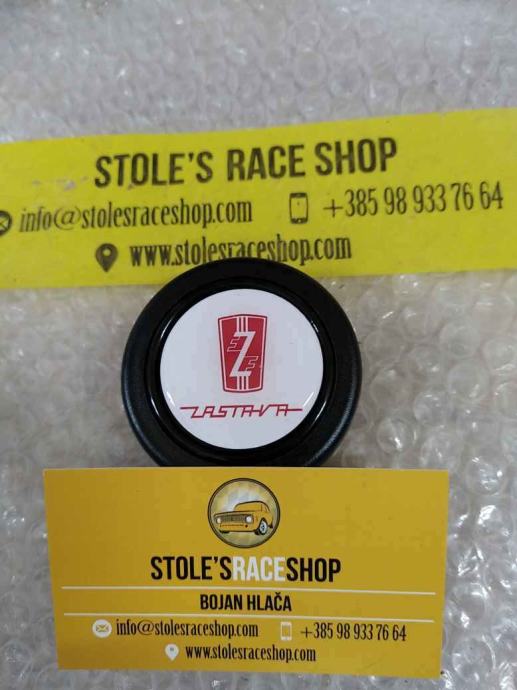 STOLE'S RACE SHOP
info@stolesraceshop.com +385 98 933 76 64
www.stolesraceshop.com
Z
ZASTAVA
STOLE'SRACESHOP
BOJAN HLAČA
info@stolesraceshop.com +385 98 933 76 64
www.stolesraceshop.com